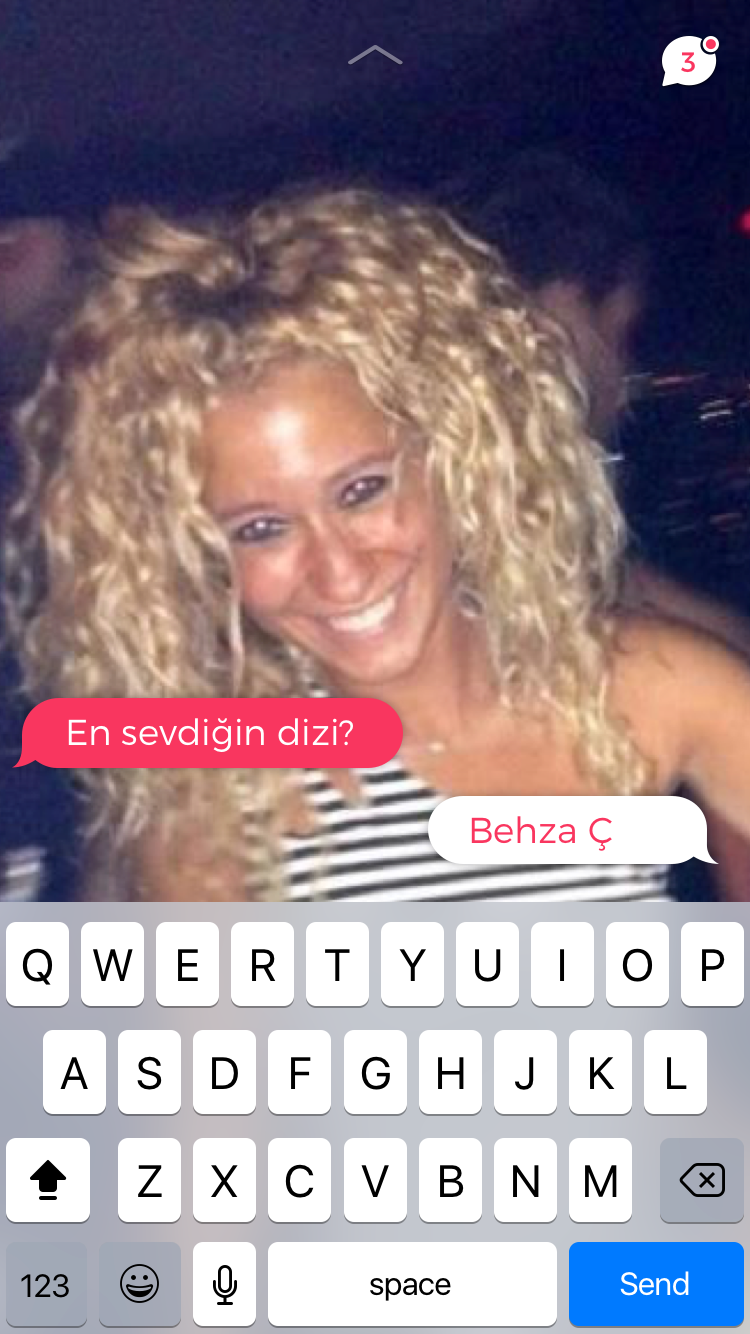 3
En sevdiğin dizi?
Behza Ç
Q W E R T Y U I O P
A S D F G H J K L
Z X C V B N M
123 space Send